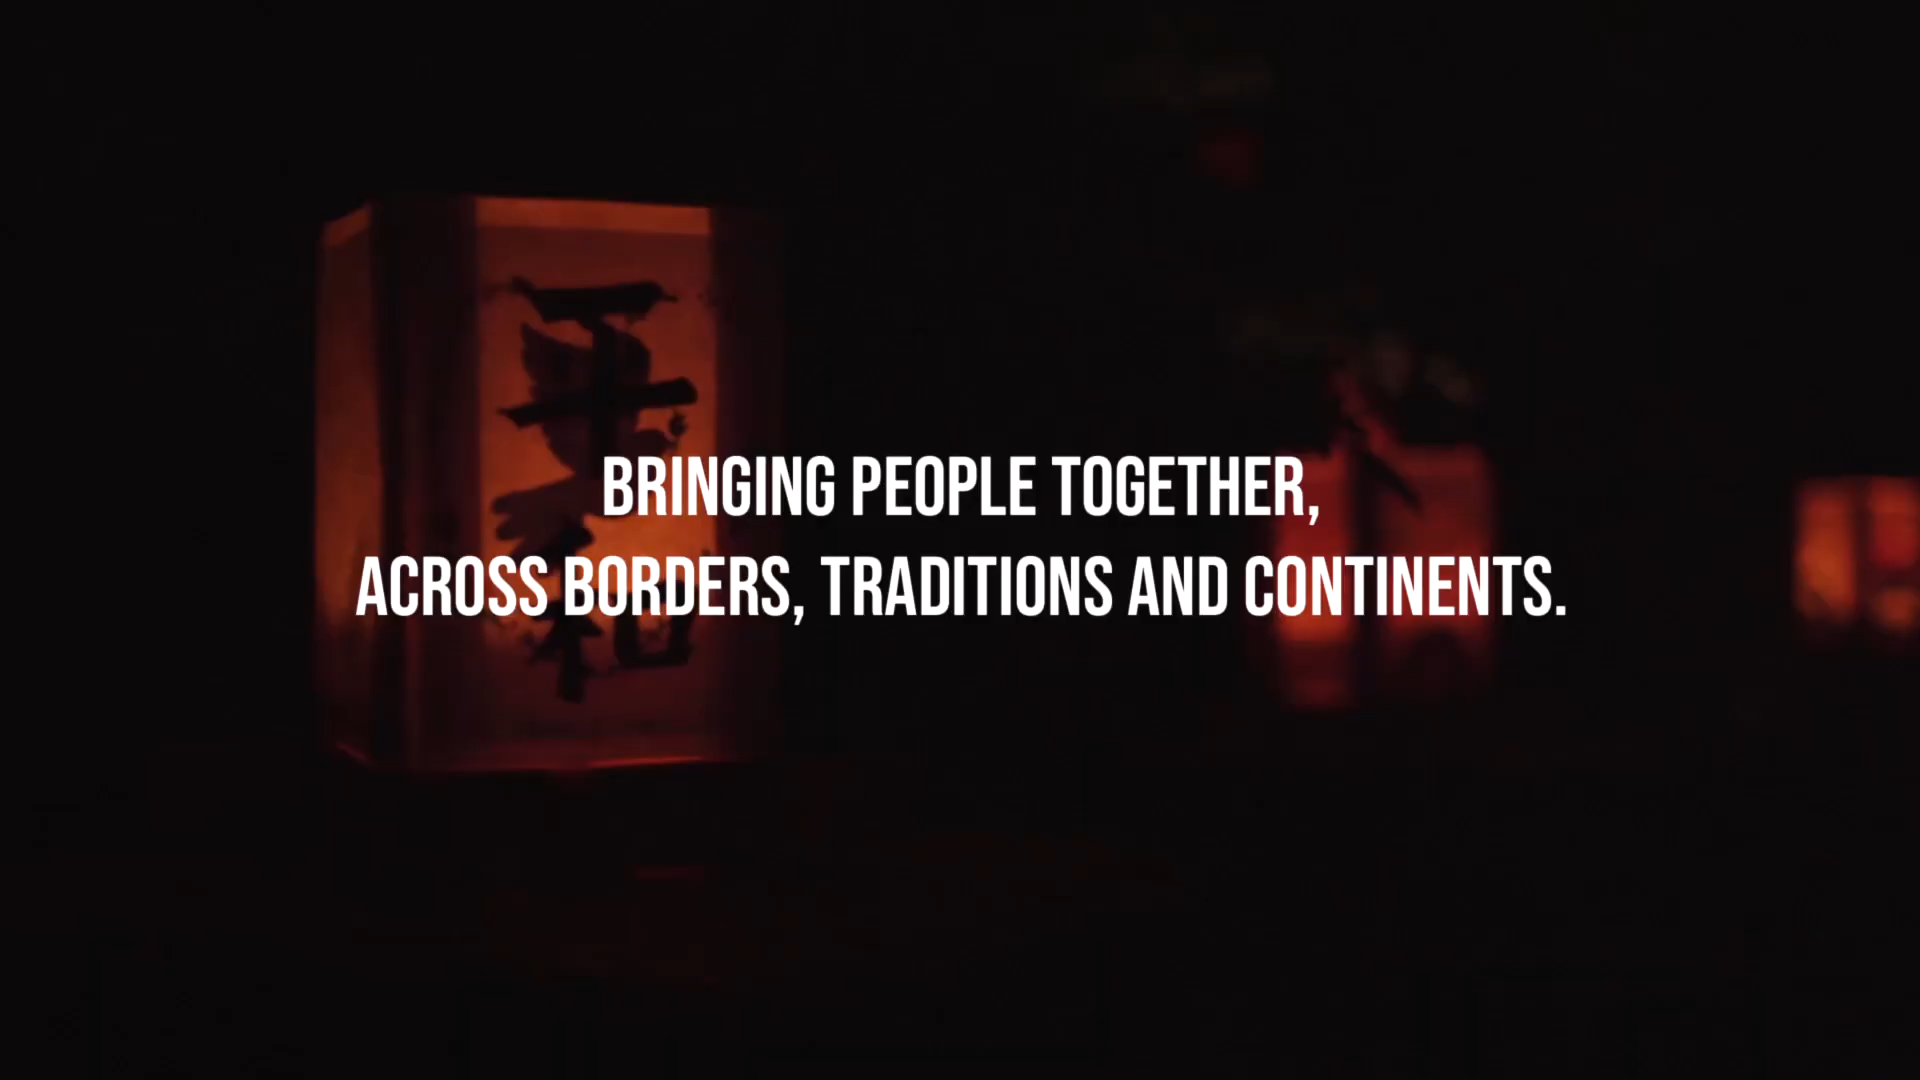 平和
BRINGING PEOPLE TOGETHER,
ACROSS BORDERS, TRADITIONS AND CONTINENTS.